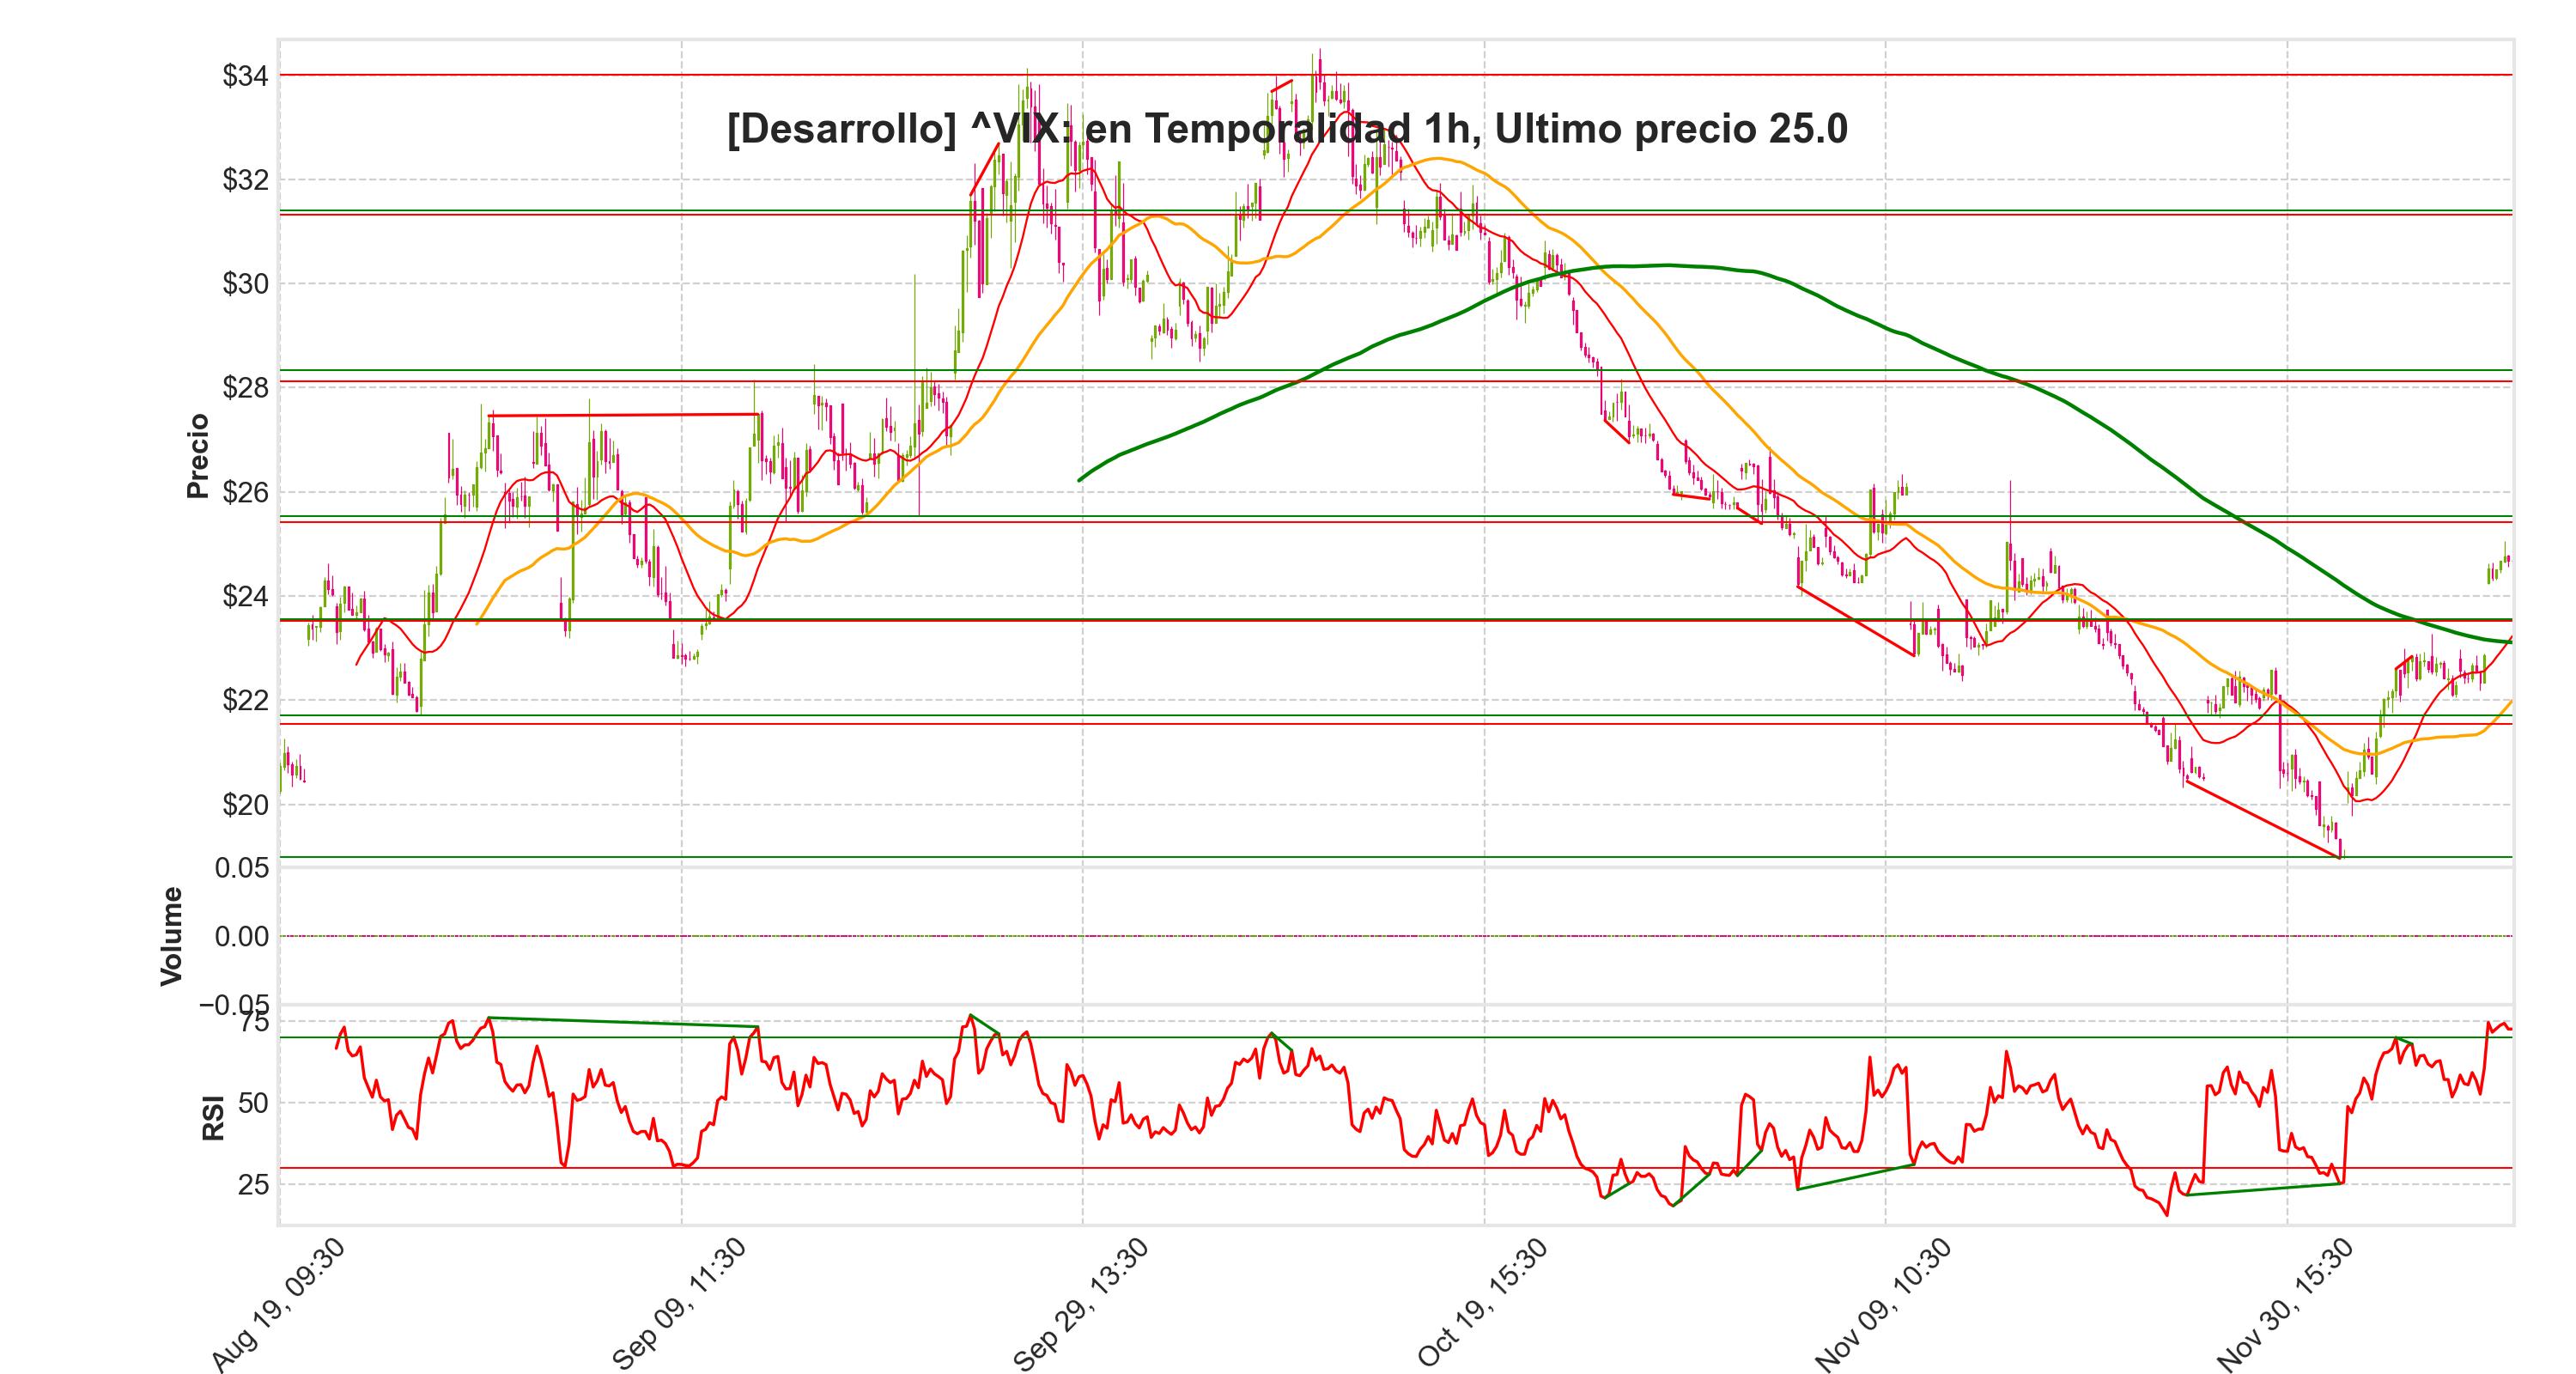 [Desarrollo] ^VIX: en Temporalidad 1h, Ultimo precio 25.0
Precio
$34
$32
$30
$28
$26
$24
$22
$20
Volume
0.05
0.00
−0.05
RSI
75
50
25
Aug 19, 09:30
Sep 09, 11:30
Sep 29, 13:30
Oct 19, 15:30
Nov 09, 10:30
Nov 30, 15:30